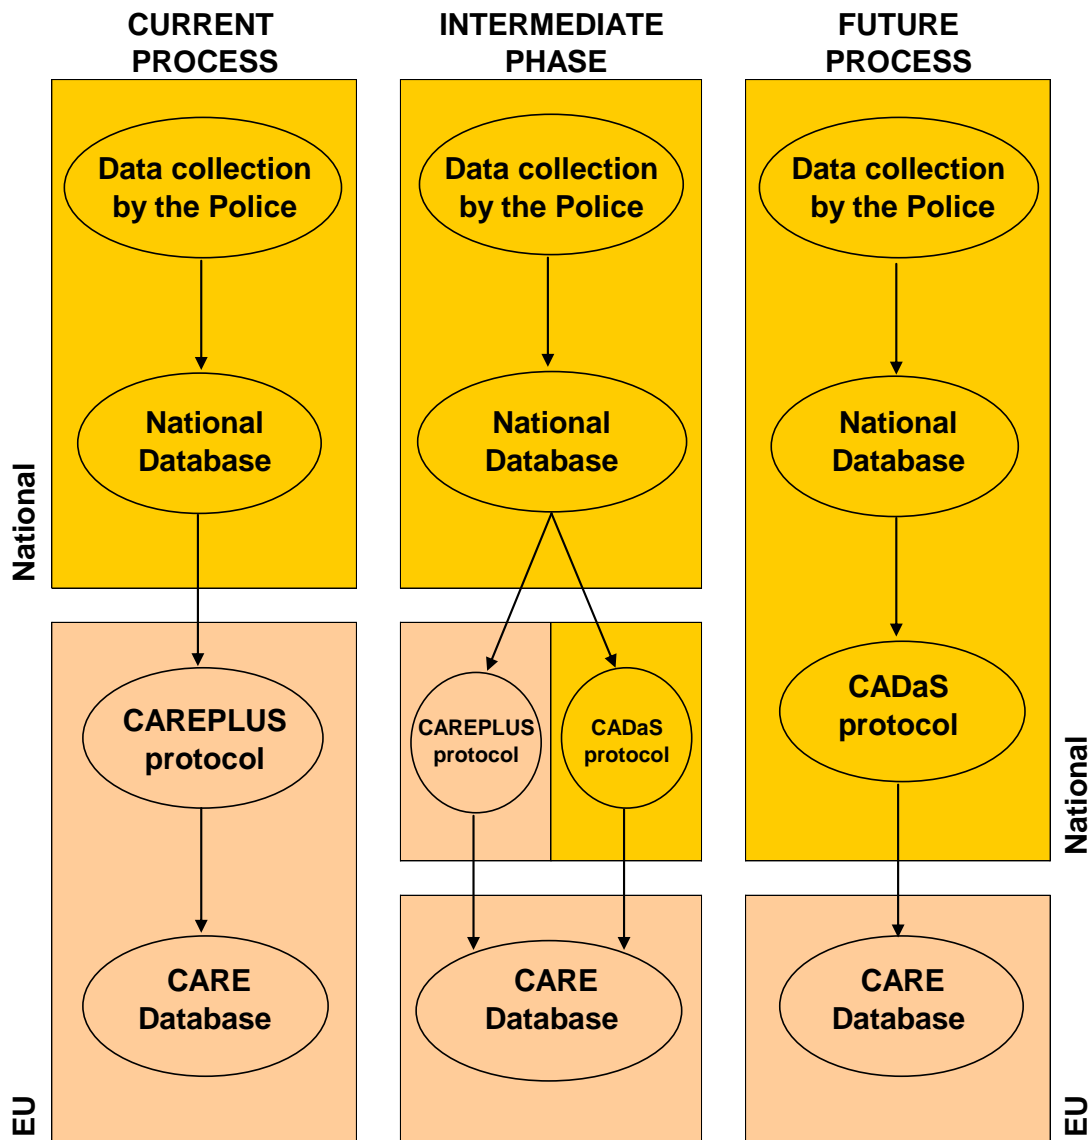 CURRENT
PROCESS
INTERMEDIATE
PHASE
FUTURE
PROCESS
Data collection
by the Police
Data collection
by the Police
Data collection
by the Police
National
Database
National
Database
National
Database
National
CAREPLUS
protocol
CAREPLUS
protocol
CADaS
protocol
CADaS
protocol
National
CARE
Database
CARE
Database
CARE
Database
EU
EU